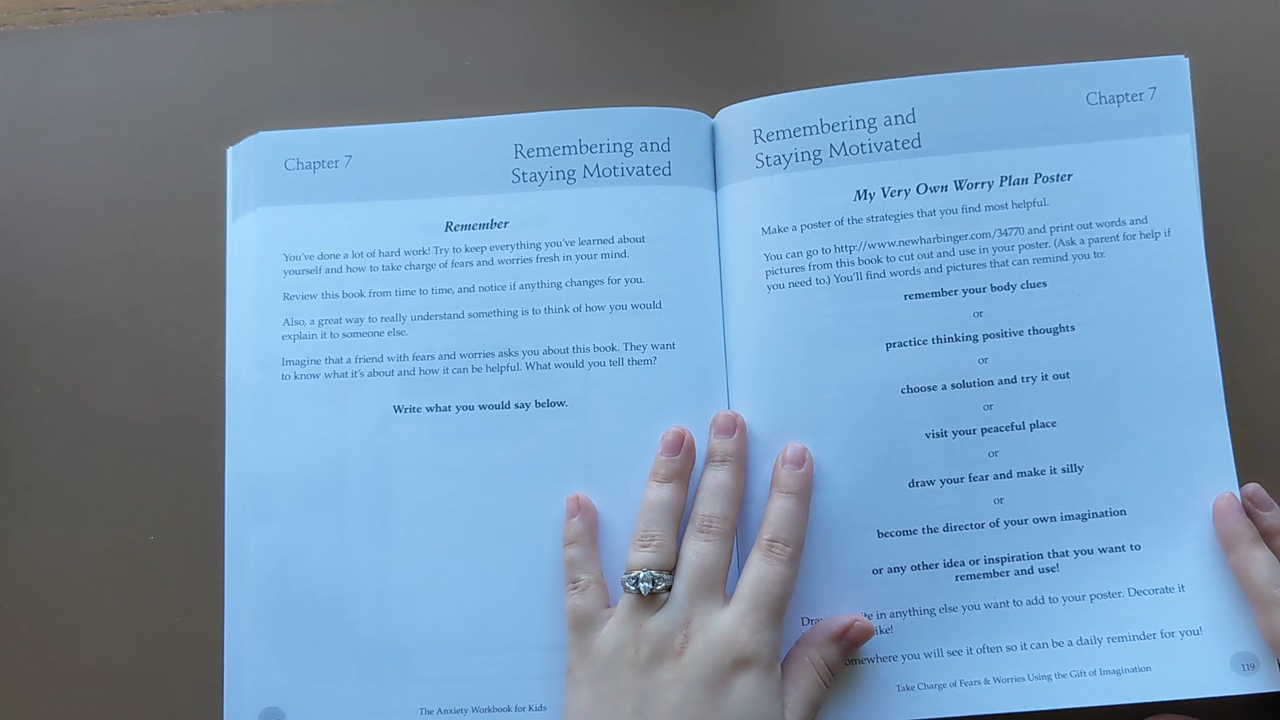 Chapter 7
Remembering and
Staying Motivated
Remember
You've done a lot of hard work! Try to keep everything you've learned about
yourself and how to take charge of fears and worries fresh in your mind.
Review this book from time to time, and notice if anything changes for you.
Also, a great way to really understand something is to think of how you would
explain it to someone else.
Imagine that a friend with fears and worries asks you about this book. They want
to know what it's about and how it can be helpful. What would you tell them?
Write what you would say below.
The Anxiety Workbook for Kids
Remembering and
Staying Motivated
Chapter 7
My Very Own Worry Plan Poster
Make a poster of the strategies that you find most helpful.
You can go to http://www.newharbinger.com/34770 and print out words and
pictures from this book to cut out and use in your poster. (Ask a parent for help if
you need to.) You'll find words and pictures that can remind you to:
remember your body clues
or
practice thinking positive thoughts
or
choose a solution and try it out
or
visit your peaceful place
or
draw your fear and make it silly
or
become the director of your own imagination
or any other idea or inspiration that you want to
remember and use!
in anything else you want to add to your poster. Decorate it
you will see it often so it can be a daily reminder for you!
Take Charge of Fears & Worries Using the Gift of Imagination
119